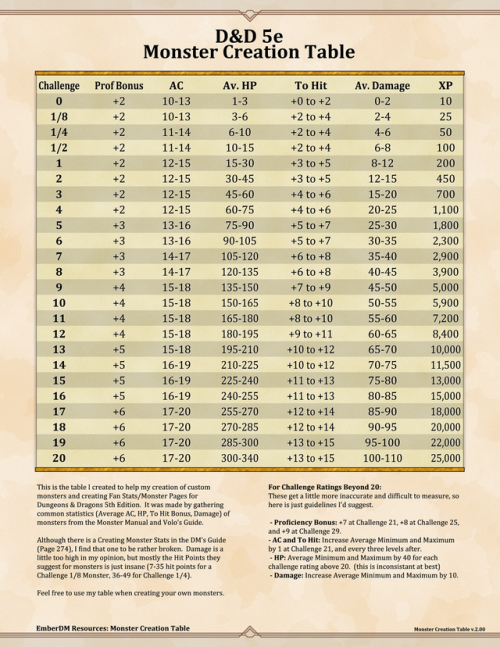 D&D 5e
Monster Creation Table
Challenge Prof Bonus AC Av. HP To Hit Av. Damage XP
0 +2 10-13 1-3 +0 to +2 0-2 10
1/8 +2 10-13 3-6 +2 to +4 2-4 25
1/4 +2 11-14 6-10 +2 to +4 4-6 50
1/2 +2 11-14 10-15 +2 to +4 6-8 100
1 +2 12-15 15-30 +3 to +5 8-12 200
2 +2 12-15 30-45 +3 to +5 12-15 450
3 +2 12-15 45-60 +4 to +6 15-20 700
4 +2 12-15 60-75 +4 to +6 20-25 1,100
5 +3 13-16 75-90 +5 to +7 25-30 1,800
6 +3 13-16 90-105 +5 to +7 30-35 2,300
7 +3 14-17 105-120 +6 to +8 35-40 2,900
8 +3 14-17 120-135 +6 to +8 40-45 3,900
9 +4 15-18 135-150 +7 to +9 45-50 5,000
10 +4 15-18 150-165 +8 to +10 50-55 5,900
11 +4 15-18 165-180 +8 to +10 55-60 7,200
12 +4 15-18 180-195 +9 to +11 60-65 8,400
13 +5 15-18 195-210 +10 to +12 65-70 10,000
14 +5 16-19 210-225 +10 to +12 70-75 11,500
15 +5 16-19 225-240 +11 to +13 75-80 13,000
16 +5 16-19 240-255 +11 to +13 80-85 15,000
17 +6 17-20 255-270 +12 to +14 85-90 18,000
18 +6 17-20 270-285 +12 to +14 90-95 20,000
19 +6 17-20 285-300 +13 to +15 95-100 22,000
20 +6 17-20 300-340 +13 to +15 100-110 25,000
This is the table I created to help my creation of custom
monsters and creating Fan Stats/Monster Pages for
Dungeons & Dragons 5th Edition. It was made by gathering
common statistics (Average AC, HP, To Hit Bonus, Damage) of
monsters from the Monster Manual and Volo's Guide.
Although there is a Creating Monster Stats in the DM's Guide
(Page 274), I find that one to be rather broken. Damage is a
little too high in my opinion, but mostly the Hit Points they
suggest for monsters is just insane (7-35 hit points for a
Challenge 1/8 Monster, 36-49 for Challenge 1/4).
Feel free to use my table when creating your own monsters.
For Challenge Ratings Beyond 20:
These get a little more inaccurate and difficult to measure, so
here is just guidelines I'd suggest.
- Proficiency Bonus: +7 at Challenge 21, +8 at Challenge 25,
and +9 at Challenge 29.
- AC and To Hit: Increase Average Minimum and Maximum
by 1 at Challenge 21, and every three levels after.
- HP: Average Minimum and Maximum by 40 for each
challenge rating above 20. (this is inconsistant at best)
- Damage: Increase Average Minimum and Maximum by 10.
EmberDM Resources: Monster Creation Table
Monster Creation Table v.2.00